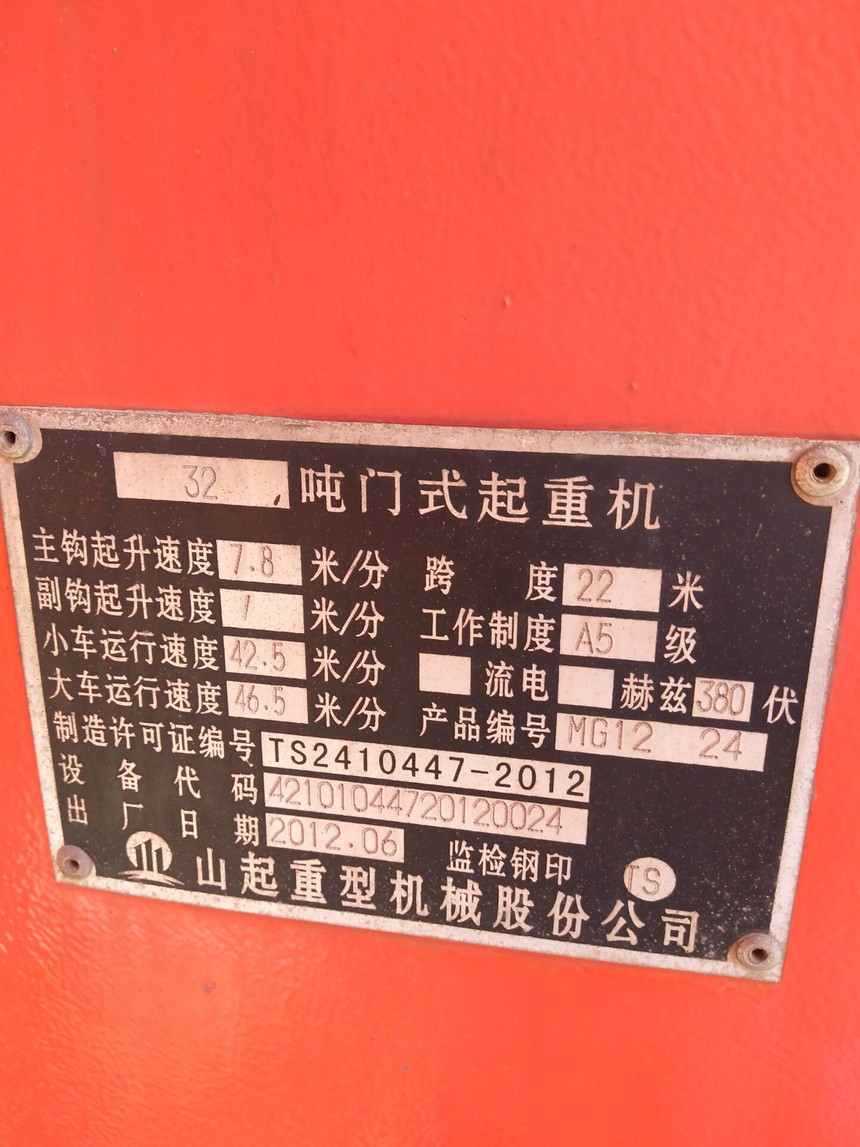 32 吨门式起重机
主钩起升速度 7.8 米/分 跨度 22 米
副钩起升速度 / 米/分 工作制度 A5 级
小车运行速度 42.5 米/分 流电 赫兹 380 伏
大车运行速度 46.5 米/分 产品编号 MG12 24
制造许可证编号 TS2410447-2012
设备代码 42101044720120024
出厂日期 2012.06 监检钢印 TS
山起重型机械股份公司